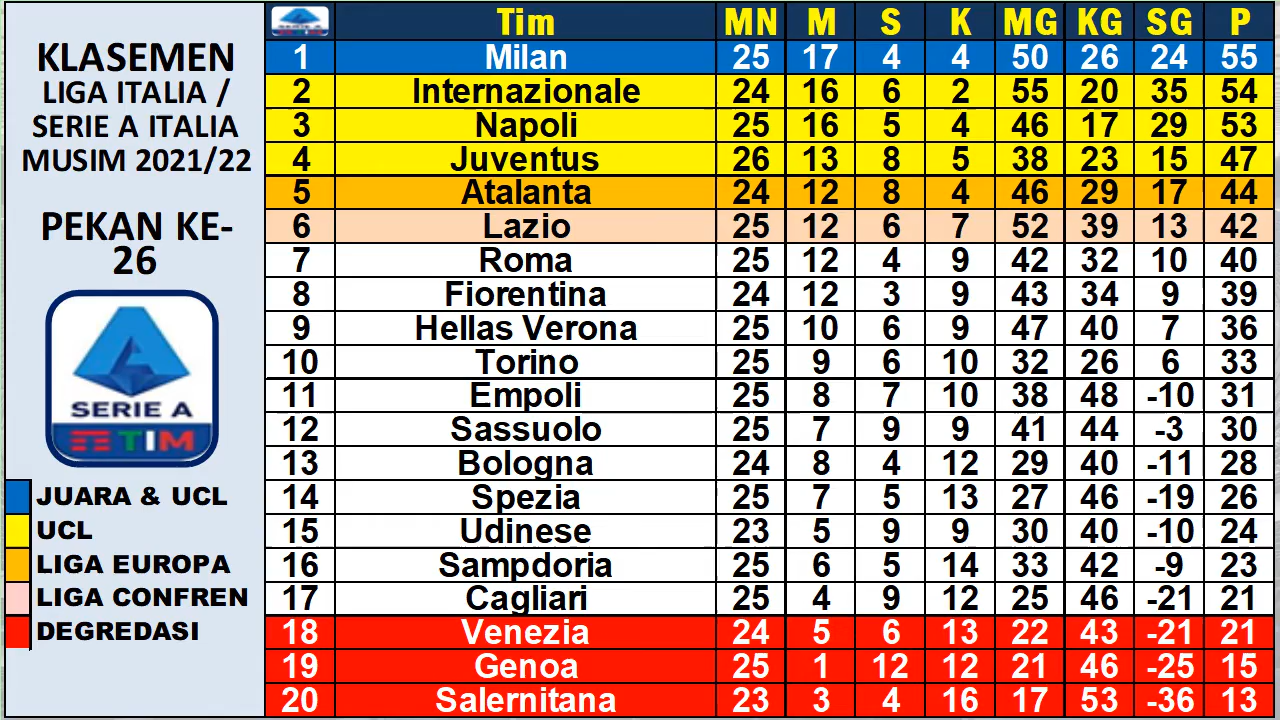 KLASEMEN
LIGA ITALIA /
SERIE A ITALIA
MUSIM 2021/22
PEKAN KE-
26
SERIE A
TIM
JUARA & UCL
UCL
LIGA EUROPA
LIGA CONFREN
DEGREDASI
SERIE A TIM Tim MN M S K MG KG SG P
1 Milan 25 17 4 4 50 26 24 55
2 Internazionale 24 16 6 2 55 20 35 54
3 Napoli 25 16 5 4 46 17 29 53
4 Juventus 26 13 8 5 38 23 15 47
5 Atalanta 24 12 8 4 46 29 17 44
6 Lazio 25 12 6 7 52 39 13 42
7 Roma 25 12 4 9 42 32 10 40
8 Fiorentina 24 12 3 9 43 34 9 39
9 Hellas Verona 25 10 6 9 47 40 7 36
10 Torino 25 9 6 10 32 26 6 33
11 Empoli 25 8 7 10 38 48 -10 31
12 Sassuolo 25 7 9 9 41 44 -3 30
13 Bologna 24 8 4 12 29 40 -11 28
14 Spezia 25 7 5 13 27 46 -19 26
15 Udinese 23 5 9 9 30 40 -10 24
16 Sampdoria 25 6 5 14 33 42 -9 23
17 Cagliari 25 4 9 12 25 46 -21 21
18 Venezia 24 5 6 13 22 43 -21 21
19 Genoa 25 1 12 12 21 46 -25 15
20 Salernitana 23 3 4 16 17 53 -36 13